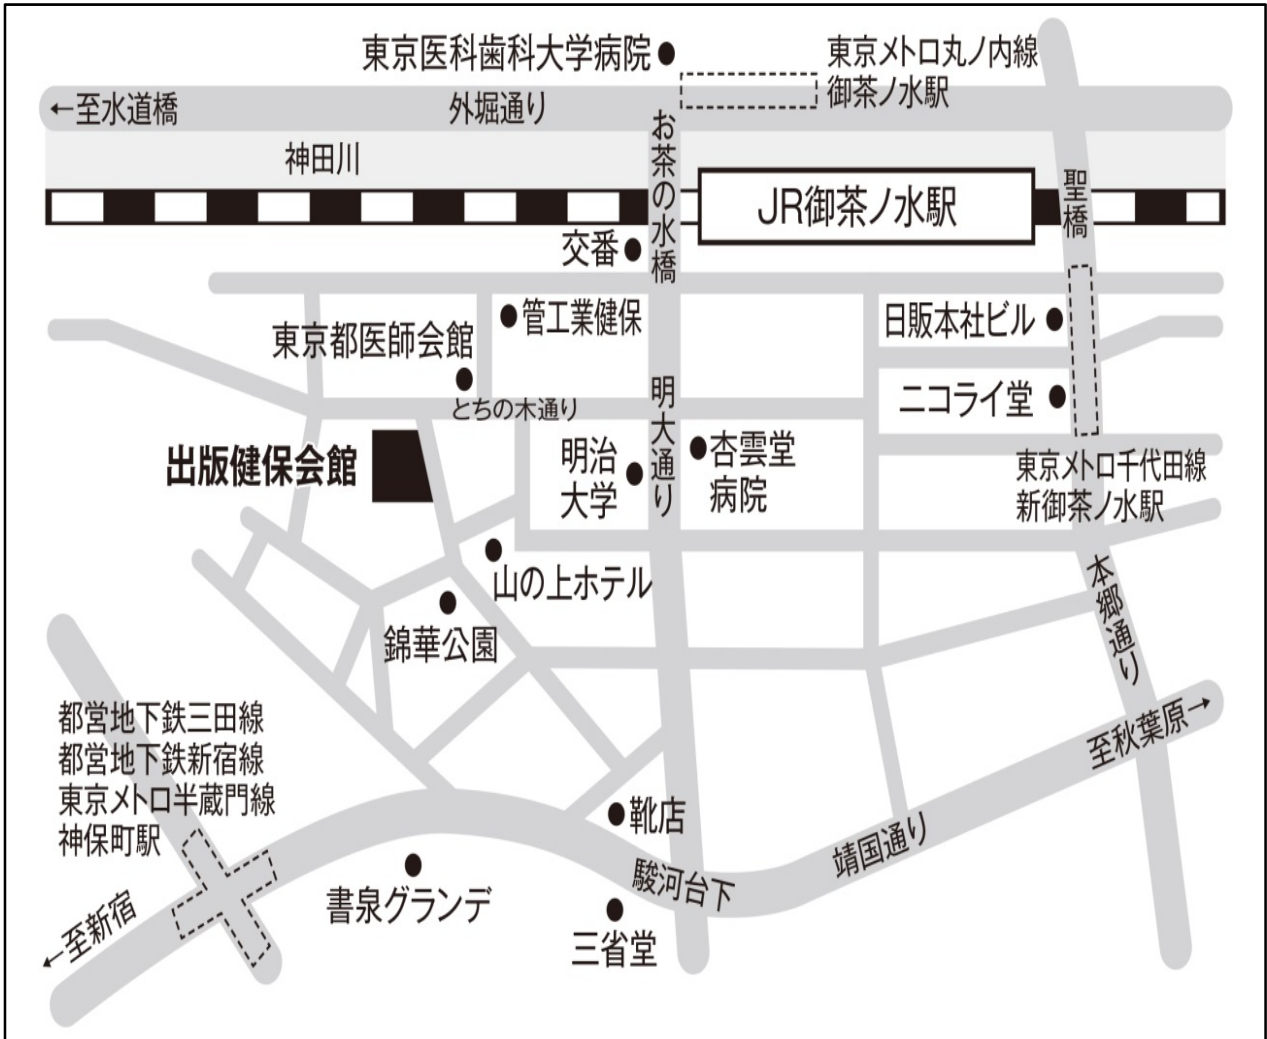 東京医科歯科大学病院
東京メトロ丸ノ内線
御茶ノ水駅
←至水道橋
外堀通り
神田川
お茶の水橋
JR御茶ノ水駅
聖橋
交番
管工業健保
日販本社ビル
東京都医師会館
とちの木通り
ニコライ堂
出版健保会館
明治
大学
明大通り
杏雲堂
病院
東京メトロ千代田線
新御茶ノ水駅
山の上ホテル
本郷通り
錦華公園
都営地下鉄三田線
都営地下鉄新宿線
東京メトロ半蔵門線
神保町駅
至秋葉原→
靴店
靖国通り
駿河台下
書泉グランデ
三省堂
←至新宿